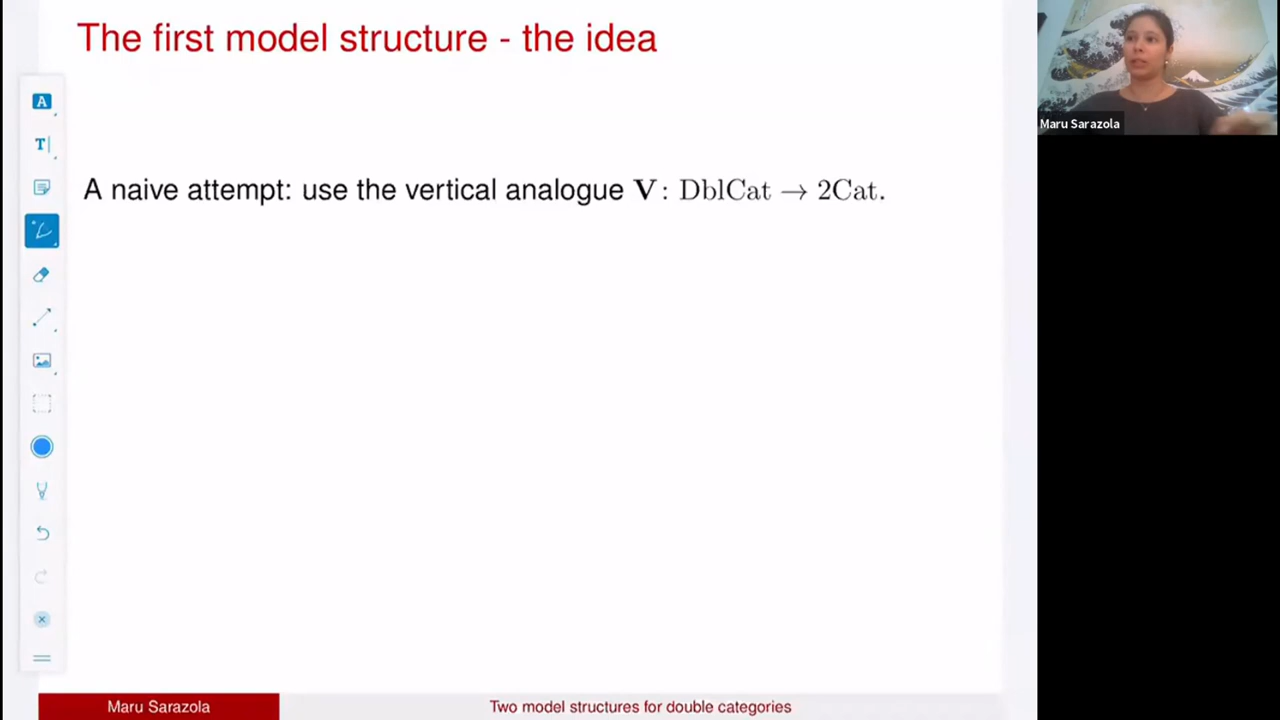 The first model structure - the idea
Maru Sarazola
A naive attempt: use the vertical analogue V: DblCat → 2Cat.
A
T
Maru Sarazola
Two model structures for double categories